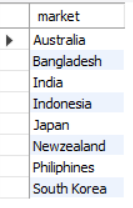 market
Australia
Bangladesh
India
Indonesia
Japan
Newzealand
Philiphines
South Korea